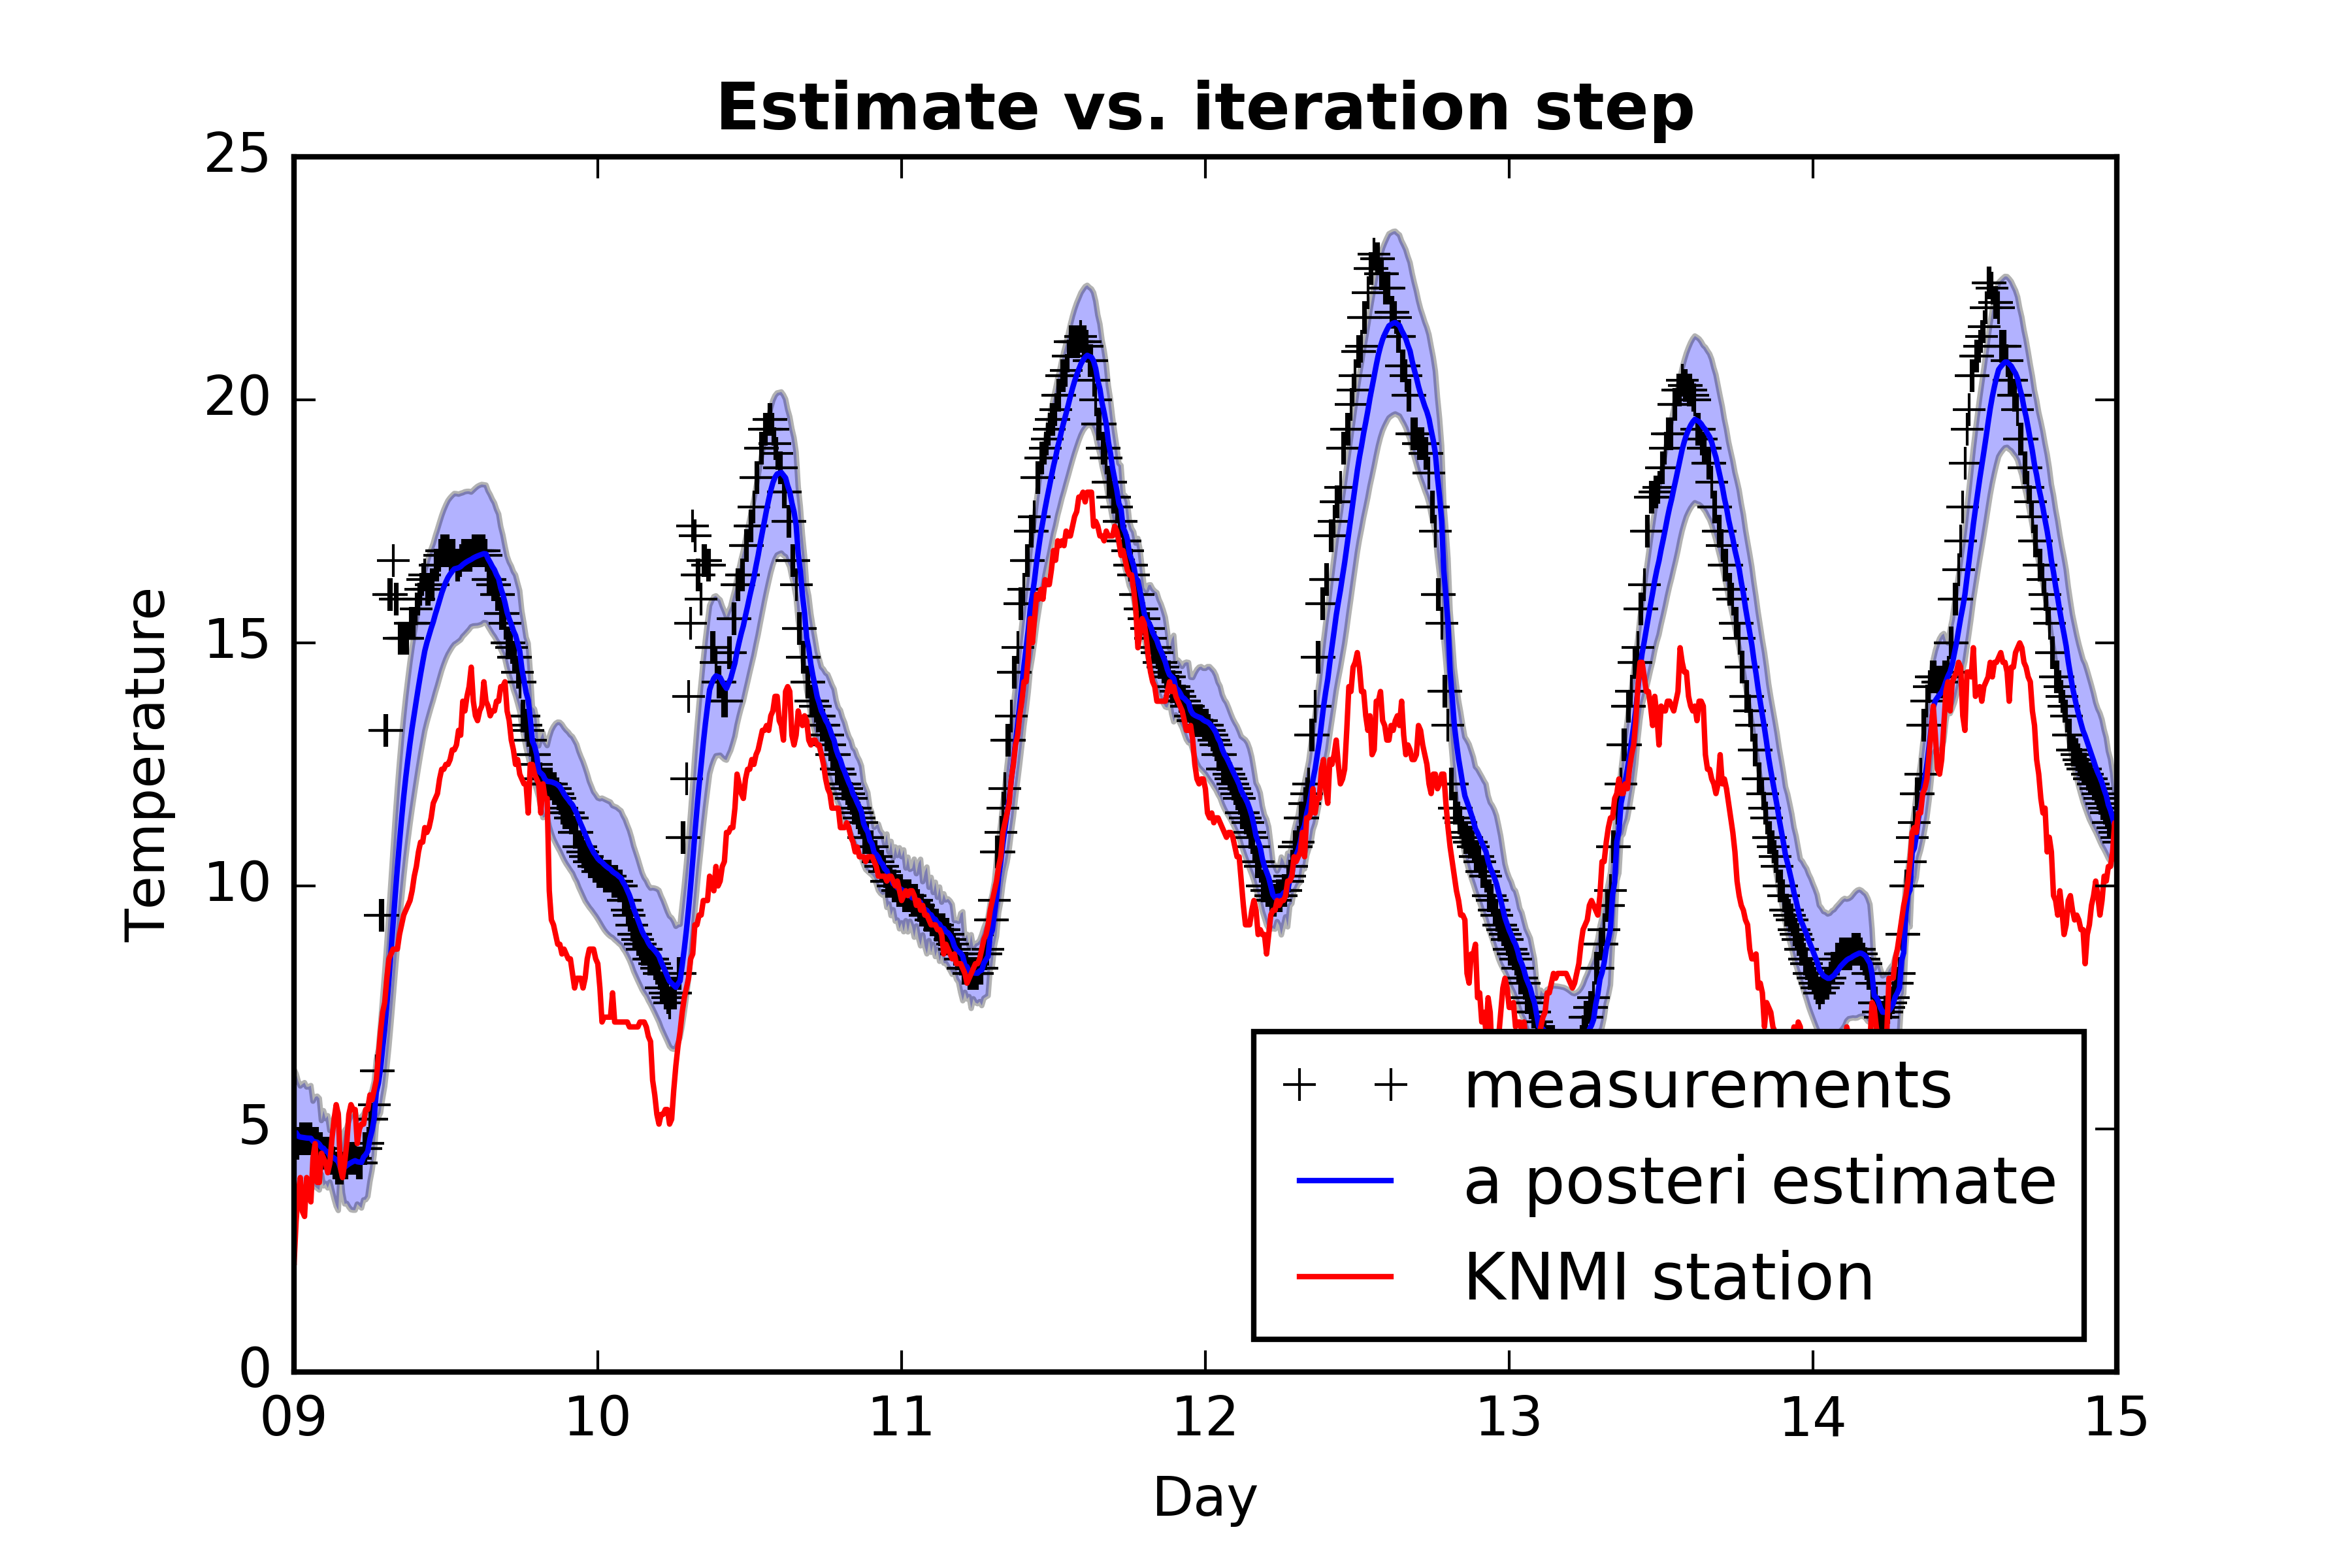 Estimate vs. iteration step
25
20
15
10
5
0
Temperature
measurements
a posteri estimate
KNMI station
09 10 11 12 13 14 15
Day